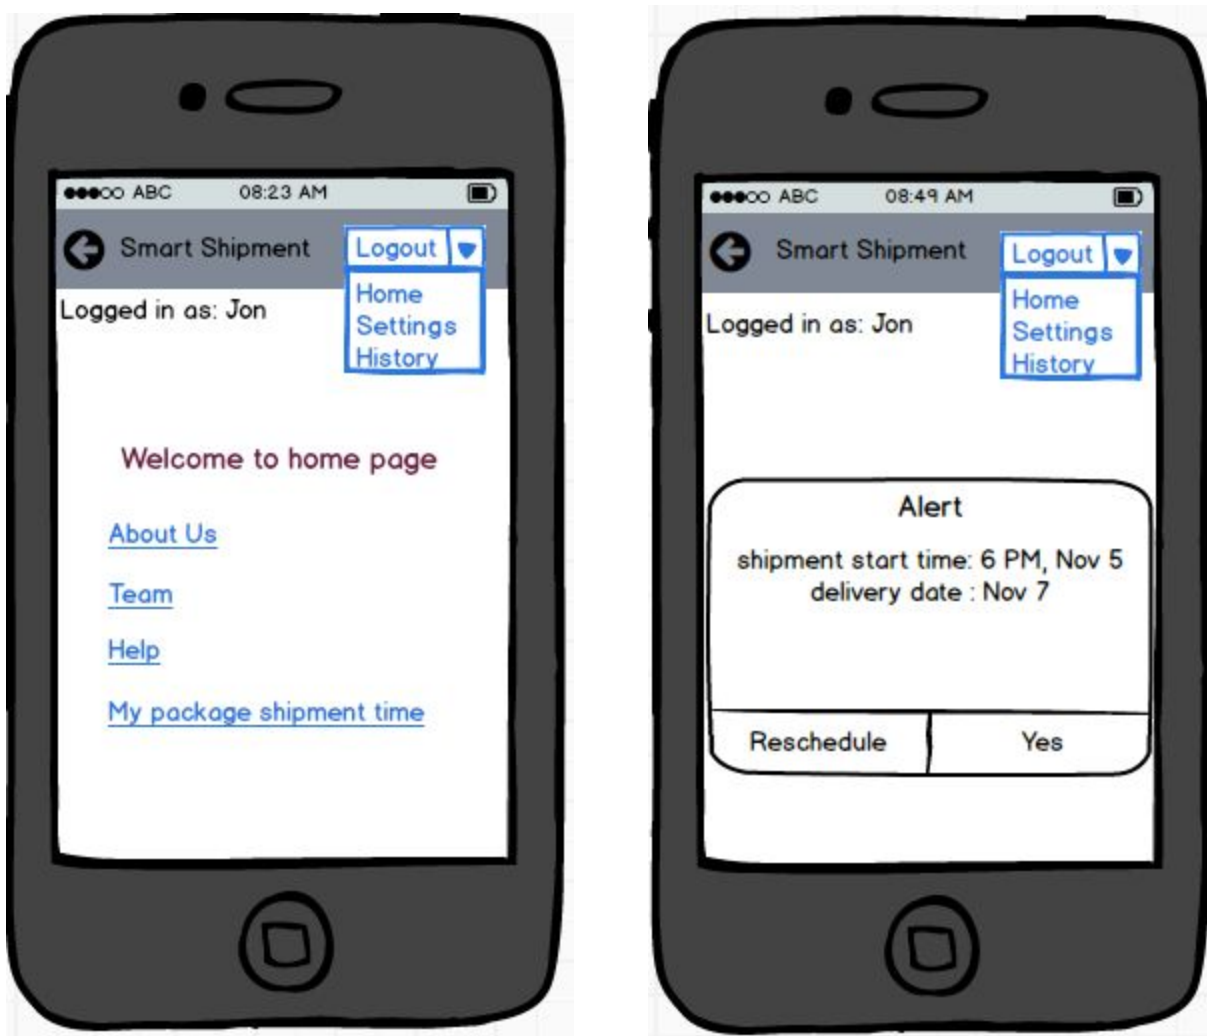 ABC 08:23 AM
Smart Shipment Logout
Logged in as: Jon
Home
Settings
History
Welcome to home page
About Us
Team
Help
My package shipment time
ABC 08:49 AM
Smart Shipment Logout
Logged in as: Jon
Home
Settings
History
Alert
shipment start time: 6 PM, Nov 5
delivery date : Nov 7
Reschedule Yes